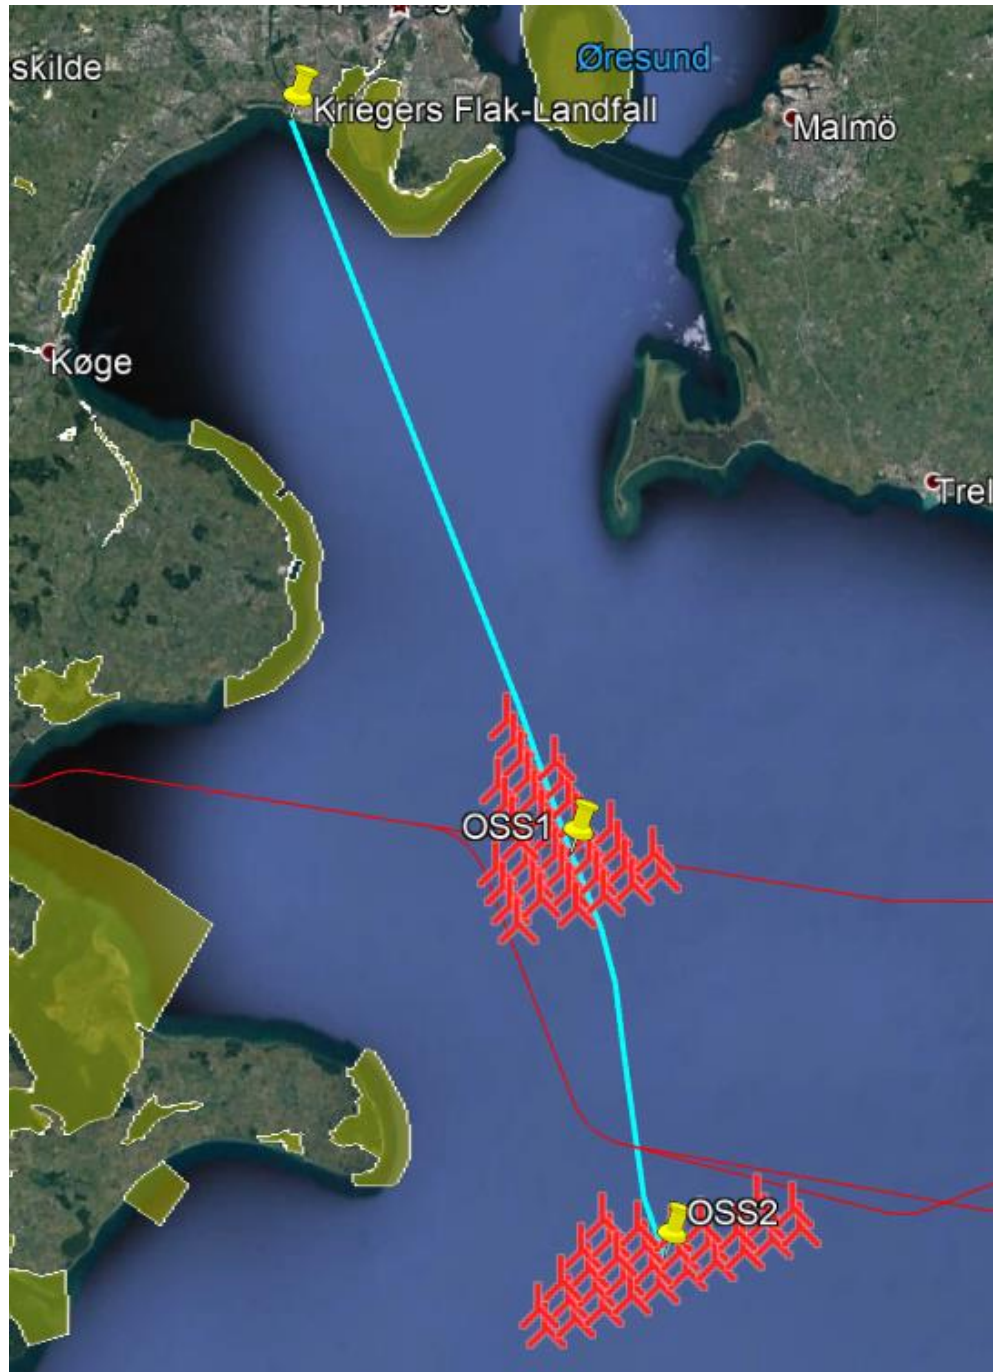 skilde
Øresund
Kriegers Flak-Landfall
Malmö
Køge
Trel
OSS1
OSS2